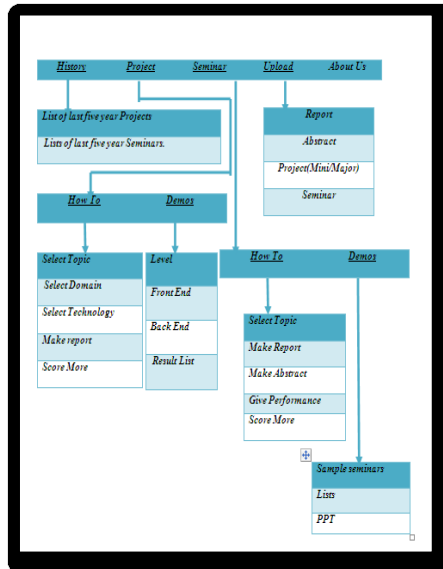 History Project Seminar Upload About Us
List of last five year Projects
Lists of last five year Seminars.
Report
Abstract
Project(Mini/Major)
Seminar
How To Demos
Select Topic
Select Domain
Select Technology
Make report
Score More
Level
Front End
Back End
Result List
How To Demos
Select Topic
Make Report
Make Abstract
Give Performance
Score More
Sample seminars
Lists
PPT